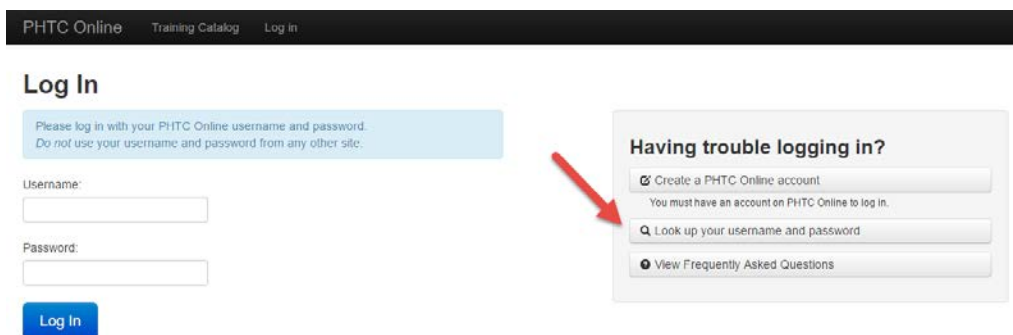 PHTC Online Training Catalog Log in
Log In
Please log in with your PHTC Online username and password.
Do not use your username and password from any other site.
Username:
Password:
Log In
Having trouble logging in?
Create a PHTC Online account
You must have an account on PHTC Online to log in.
Look up your username and password
View Frequently Asked Questions